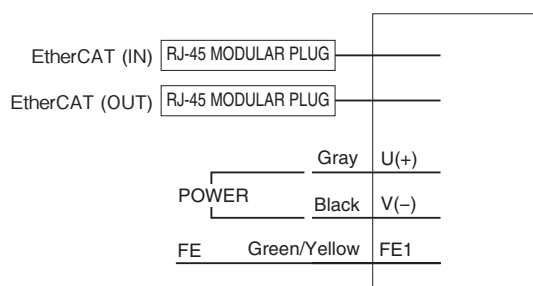 EtherCAT (IN) RJ-45 MODULAR PLUG
EtherCAT (OUT) RJ-45 MODULAR PLUG
Gray U(+)
POWER
Black V(−)
FE Green/Yellow FE1